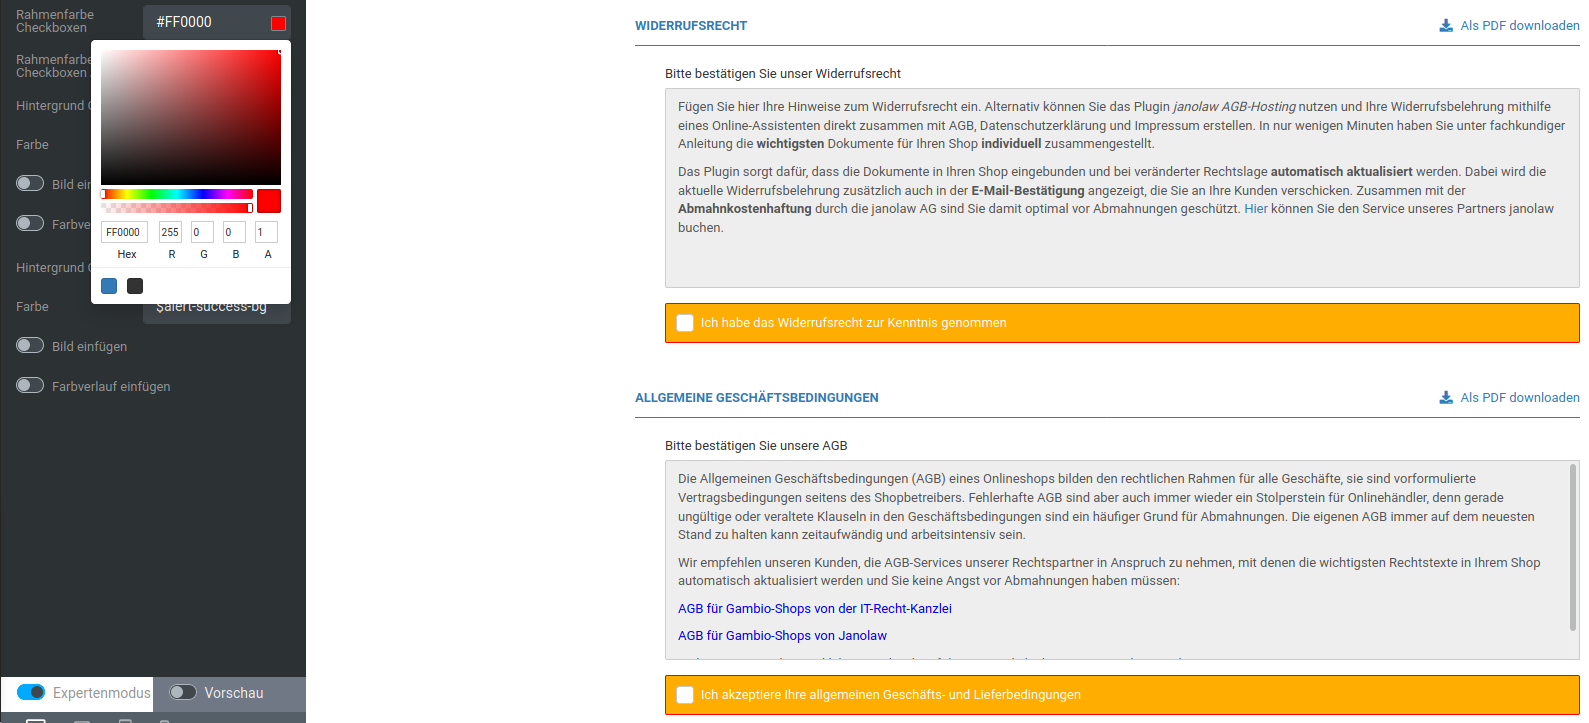 Rahmenfarbe
Checkboxen
#FF0000
Rahmenfarbe
Checkboxen
Hintergrund
Farbe
Bild
FF0000 255 0 0 1
Hex R G B A
Hintergrund
Farbe
$alert-success-bg
Bild einfügen
Farbverlauf einfügen
Expertenmodus
Vorschau
WIDERRUFSRECHT
Als PDF downloaden
Bitte bestätigen Sie unser Widerrufsrecht
Fügen Sie hier Ihre Hinweise zum Widerrufsrecht ein. Alternativ können Sie das Plugin janolaw AGB-Hosting nutzen und Ihre Widerrufsbelehrung mithilfe
eines Online-Assistenten direkt zusammen mit AGB, Datenschutzerklärung und Impressum erstellen. In nur wenigen Minuten haben Sie unter fachkundiger
Anleitung die wichtigsten Dokumente für Ihren Shop individuell zusammengestellt.
Das Plugin sorgt dafür, dass die Dokumente in Ihren Shop eingebunden und bei veränderter Rechtslage automatisch aktualisiert werden. Dabei wird die
aktuelle Widerrufsbelehrung zusätzlich auch in der E-Mail-Bestätigung angezeigt, die Sie an Ihre Kunden verschicken. Zusammen mit der
Abmahnkostenhaftung durch die janolaw AG sind Sie damit optimal vor Abmahnungen geschützt. Hier können Sie den Service unseres Partners janolaw
buchen.
Ich habe das Widerrufsrecht zur Kenntnis genommen
ALLGEMEINE GESCHÄFTSBEDINGUNGEN
Als PDF downloaden
Bitte bestätigen Sie unsere AGB
Die Allgemeinen Geschäftsbedingungen (AGB) eines Onlineshops bilden den rechtlichen Rahmen für alle Geschäfte, sie sind vorformulierte
Vertragsbedingungen seitens des Shopbetreibers. Fehlerhafte AGB sind aber auch immer wieder ein Stolperstein für Onlinehändler, denn gerade
ungültige oder veraltete Klauseln in den Geschäftsbedingungen sind ein häufiger Grund für Abmahnungen. Die eigenen AGB immer auf dem neuesten
Stand zu halten kann zeitaufwändig und arbeitsintensiv sein.
Wir empfehlen unseren Kunden, die AGB-Services unserer Rechtspartner in Anspruch zu nehmen, mit denen die wichtigsten Rechtstexte in Ihrem Shop
automatisch aktualisiert werden und Sie keine Angst vor Abmahnungen haben müssen:
AGB für Gambio-Shops von der IT-Recht-Kanzlei
AGB für Gambio-Shops von Janolaw
Ich akzeptiere Ihre allgemeinen Geschäfts- und Lieferbedingungen